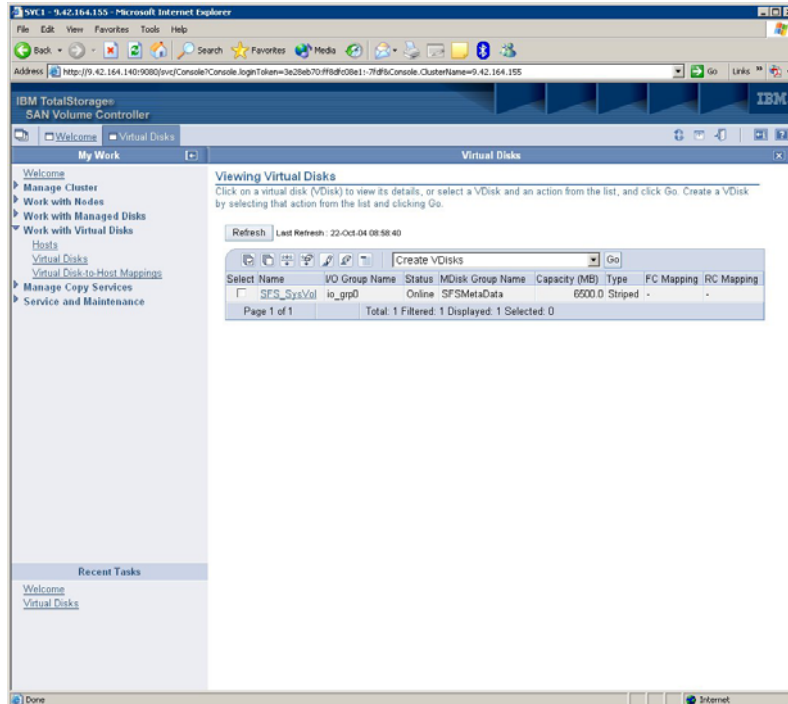 SVC1 - 9.42.164.155 - Microsoft Internet Explorer
File Edit View Favorites Tools Help
Back Search Favorites Media
Address http://9.42.164.140:9080/svc/Console?Console.loginToken=3e28eb70:ff8dfc08e1:-7fdf&Console.ClusterName=9.42.164.155 Go Links »
IBM TotalStorage®
SAN Volume Controller
IBM
Welcome Virtual Disks
My Work
Virtual Disks
Welcome
Manage Cluster
Work with Nodes
Work with Managed Disks
Work with Virtual Disks
Hosts
Virtual Disks
Virtual Disk-to-Host Mappings
Manage Copy Services
Service and Maintenance
Viewing Virtual Disks
Click on a virtual disk (VDisk) to view its details, or select a VDisk and an action from the list, and click Go. Create a VDisk
by selecting that action from the list and clicking Go.
Refresh Last Refresh : 22-Oct-04 08:58:40
Create VDisks Go
Select Name I/O Group Name Status MDisk Group Name Capacity (MB) Type FC Mapping RC Mapping
SFS_SysVol io_grp0 Online SFSMetaData 6500.0 Striped - -
Page 1 of 1 Total: 1 Filtered: 1 Displayed: 1 Selected: 0
Recent Tasks
Welcome
Virtual Disks
Done Internet